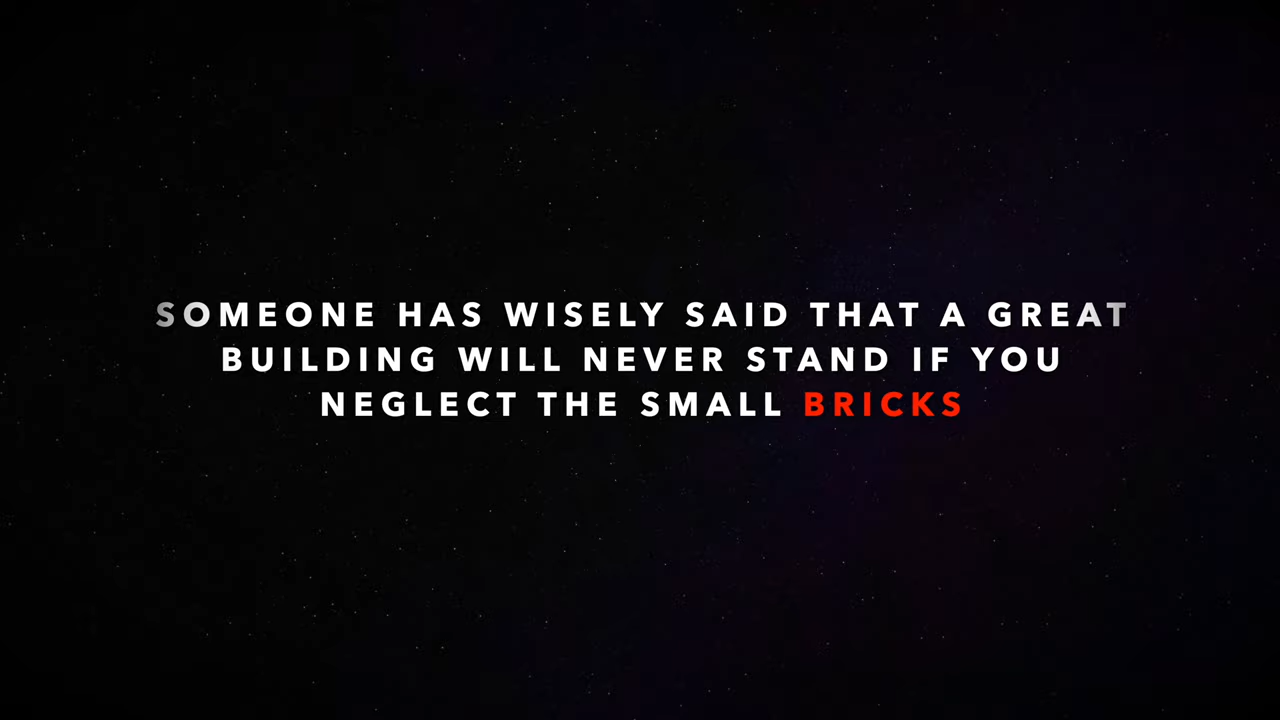 SOMEONE HAS WISELY SAID THAT A GREAT
BUILDING WILL NEVER STAND IF YOU
NEGLECT THE SMALL BRICKS